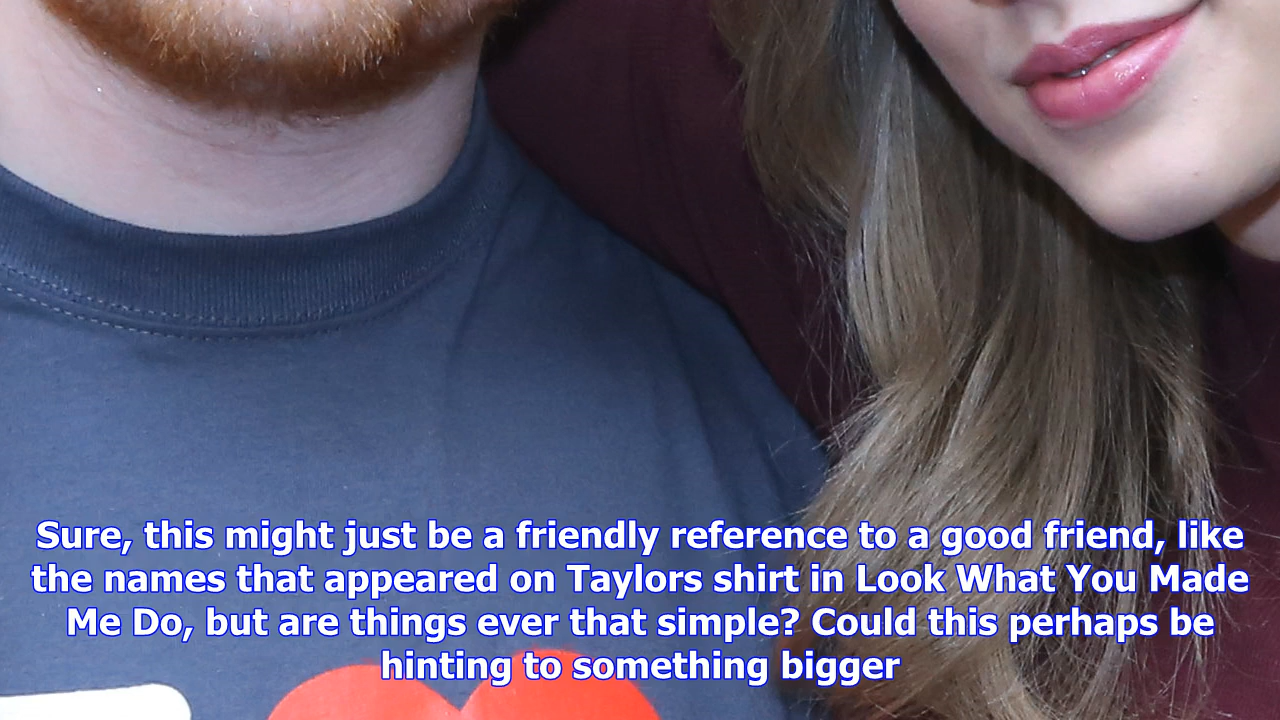 Sure, this might just be a friendly reference to a good friend, like
the names that appeared on Taylors shirt in Look What You Made
Me Do, but are things ever that simple? Could this perhaps be
hinting to something bigger